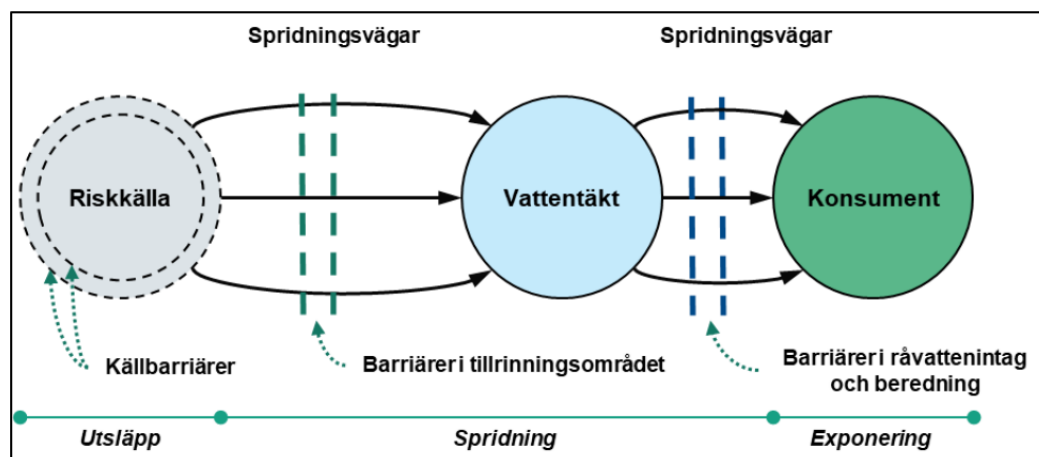 Spridningsvägar
Spridningsvägar
Riskkälla
Vattentäkt
Konsument
Källbarriärer
Barriärer i tillrinningsområdet
Barriärer i råvattenintag
och beredning
Utsläpp
Spridning
Exponering